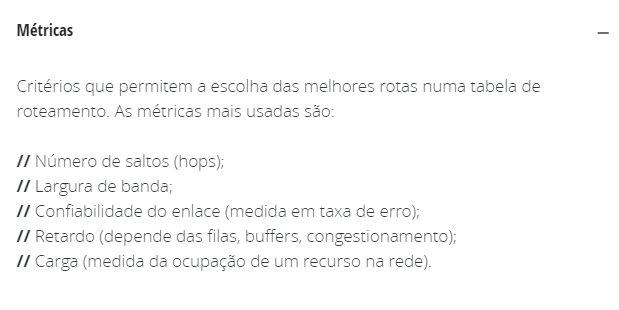 Métricas
Critérios que permitem a escolha das melhores rotas numa tabela de
roteamento. As métricas mais usadas são:
// Número de saltos (hops);
// Largura de banda;
// Confiabilidade do enlace (medida em taxa de erro);
// Retardo (depende das filas, buffers, congestionamento);
// Carga (medida da ocupação de um recurso na rede).